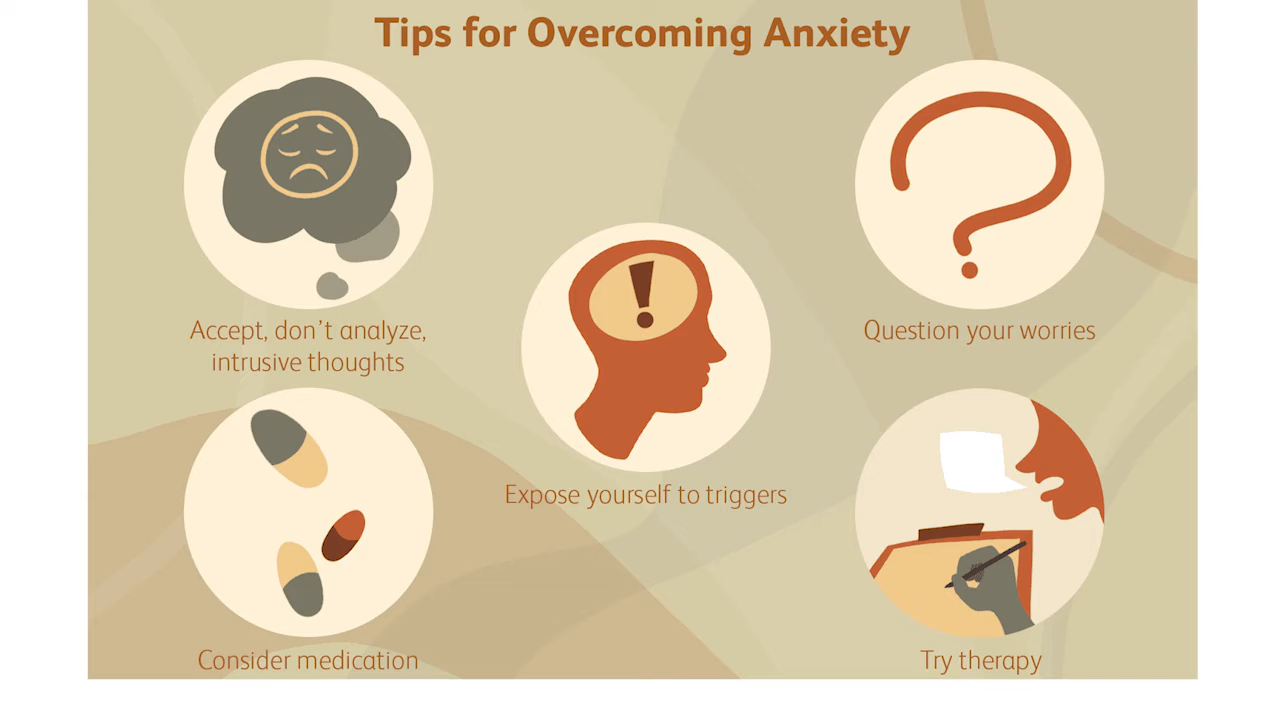 Tips for Overcoming Anxiety
Accept, don’t analyze,
intrusive thoughts
Question your worries
Expose yourself to triggers
Consider medication
Try therapy